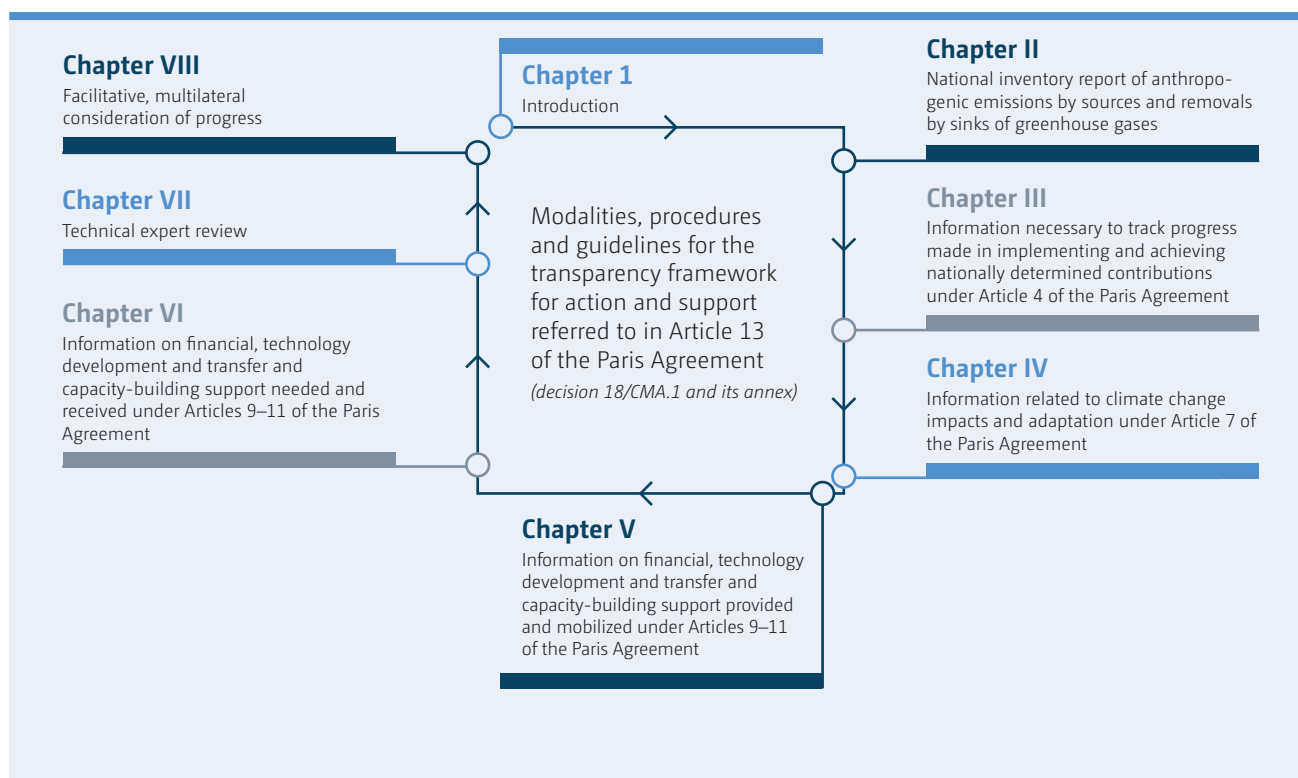 Chapter 1
Introduction
Chapter II
National inventory report of anthropo-
genic emissions by sources and removals
by sinks of greenhouse gases
Chapter III
Information necessary to track progress
made in implementing and achieving
nationally determined contributions
under Article 4 of the Paris Agreement
Chapter IV
Information related to climate change
impacts and adaptation under Article 7 of
the Paris Agreement
Chapter V
Information on financial, technology
development and transfer and
capacity-building support provided
and mobilized under Articles 9–11
of the Paris Agreement
Chapter VI
Information on financial, technology
development and transfer and
capacity-building support needed and
received under Articles 9–11 of the Paris
Agreement
Chapter VII
Technical expert review
Chapter VIII
Facilitative, multilateral
consideration of progress
Modalities, procedures
and guidelines for the
transparency framework
for action and support
referred to in Article 13
of the Paris Agreement
(decision 18/CMA.1 and its annex)